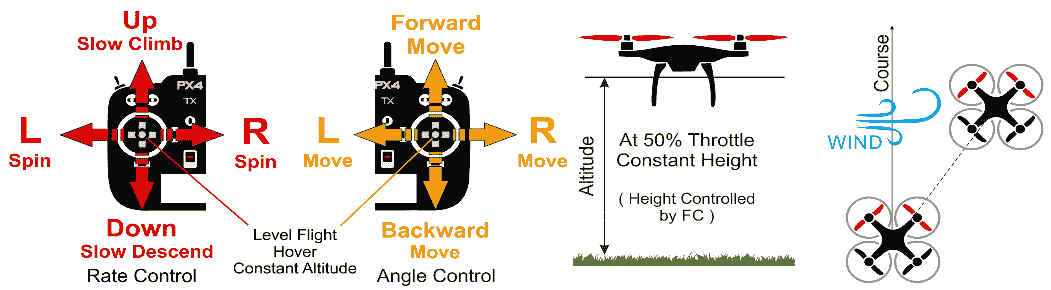 Up
Slow Climb
PX4
TX
L
Spin
R
Spin
Down
Slow Descend
Rate Control
Level Flight
Hover
Constant Altitude
Forward
Move
PX4
TX
L
Move
R
Move
Backward
Move
Angle Control
Altitude
At 50% Throttle
Constant Height
( Height Controlled
by FC )
Course
WIND